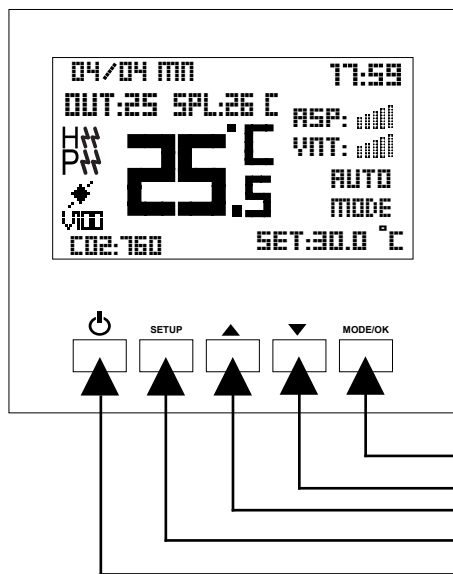 04/04 MN 17:59
OUT:25 SPL:26 C
ASP:
H
P
25.5 °C
VNT:
AUTO
MODE
V100
CO2:760
SET:30.0 °C
SETUP
MODE/OK